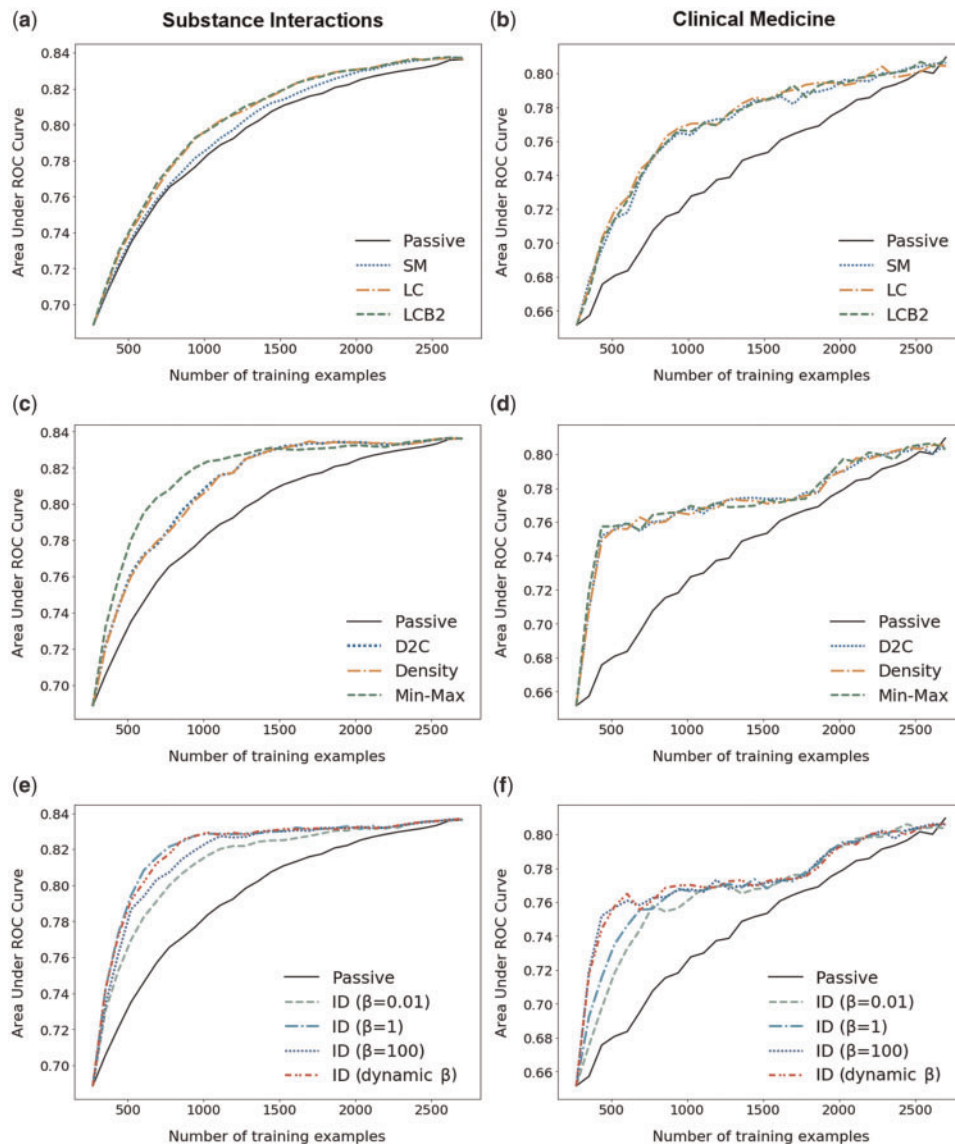 (a) Substance Interactions
(b) Clinical Medicine
Area Under ROC Curve
0.84
0.82
0.80
0.78
0.76
0.74
0.72
0.70
Passive
SM
LC
LCB2
500 1000 1500 2000 2500
Number of training examples
Area Under ROC Curve
0.80
0.78
0.76
0.74
0.72
0.70
0.68
0.66
Passive
SM
LC
LCB2
500 1000 1500 2000 2500
Number of training examples
(c)
Area Under ROC Curve
0.84
0.82
0.80
0.78
0.76
0.74
0.72
0.70
Passive
D2C
Density
Min-Max
500 1000 1500 2000 2500
Number of training examples
(d)
Area Under ROC Curve
0.80
0.78
0.76
0.74
0.72
0.70
0.68
0.66
Passive
D2C
Density
Min-Max
500 1000 1500 2000 2500
Number of training examples
(e)
Area Under ROC Curve
0.84
0.82
0.80
0.78
0.76
0.74
0.72
0.70
Passive
ID (β=0.01)
ID (β=1)
ID (β=100)
ID (dynamic β)
500 1000 1500 2000 2500
Number of training examples
(f)
Area Under ROC Curve
0.80
0.78
0.76
0.74
0.72
0.70
0.68
0.66
Passive
ID (β=0.01)
ID (β=1)
ID (β=100)
ID (dynamic β)
500 1000 1500 2000 2500
Number of training examples